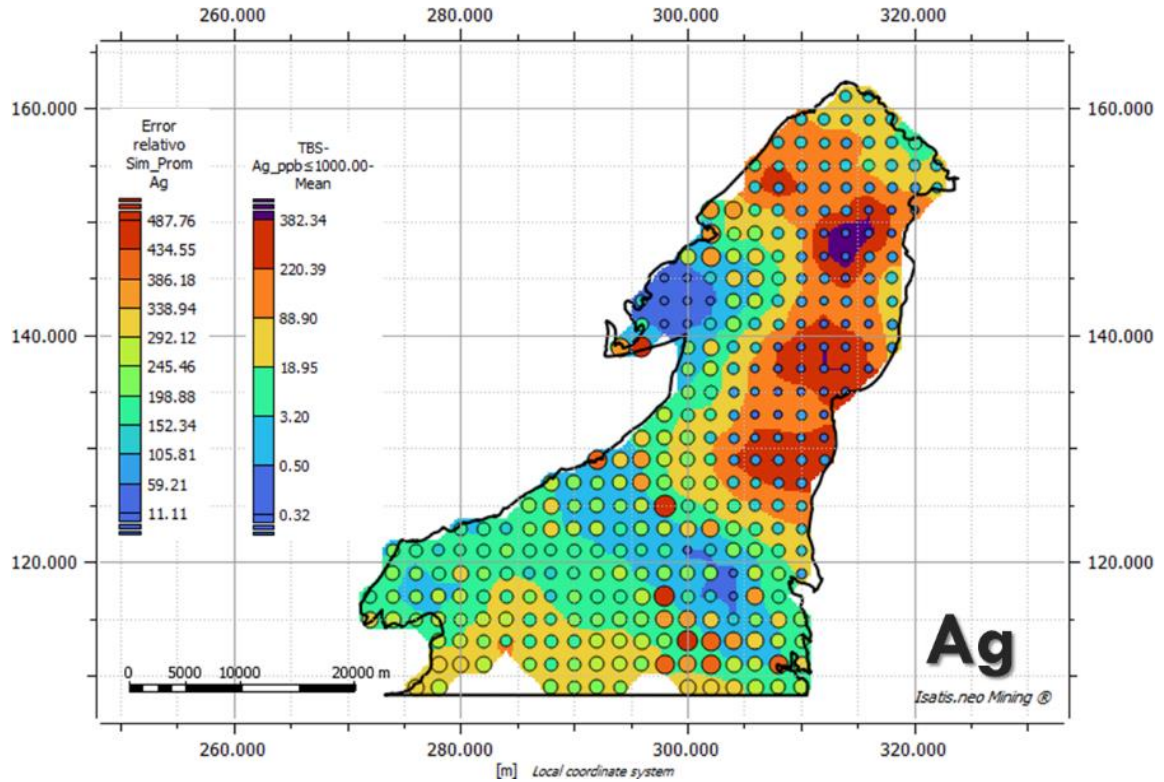 260.000 280.000 300.000 320.000
160.000 160.000
Error
relativo
Sim_Prom
Ag
TBS-
Ag_ppb≤1000.00-
Mean
487.76
434.55
386.18
338.94
292.12
245.46
198.88
152.34
105.81
59.21
11.11
382.34
220.39
88.90
18.95
3.20
0.50
0.32
140.000 140.000
120.000 120.000
0 5000 10000 20000 m
Ag
Isatis.neo Mining ®
260.000 280.000 300.000 320.000
[m] Local coordinate system